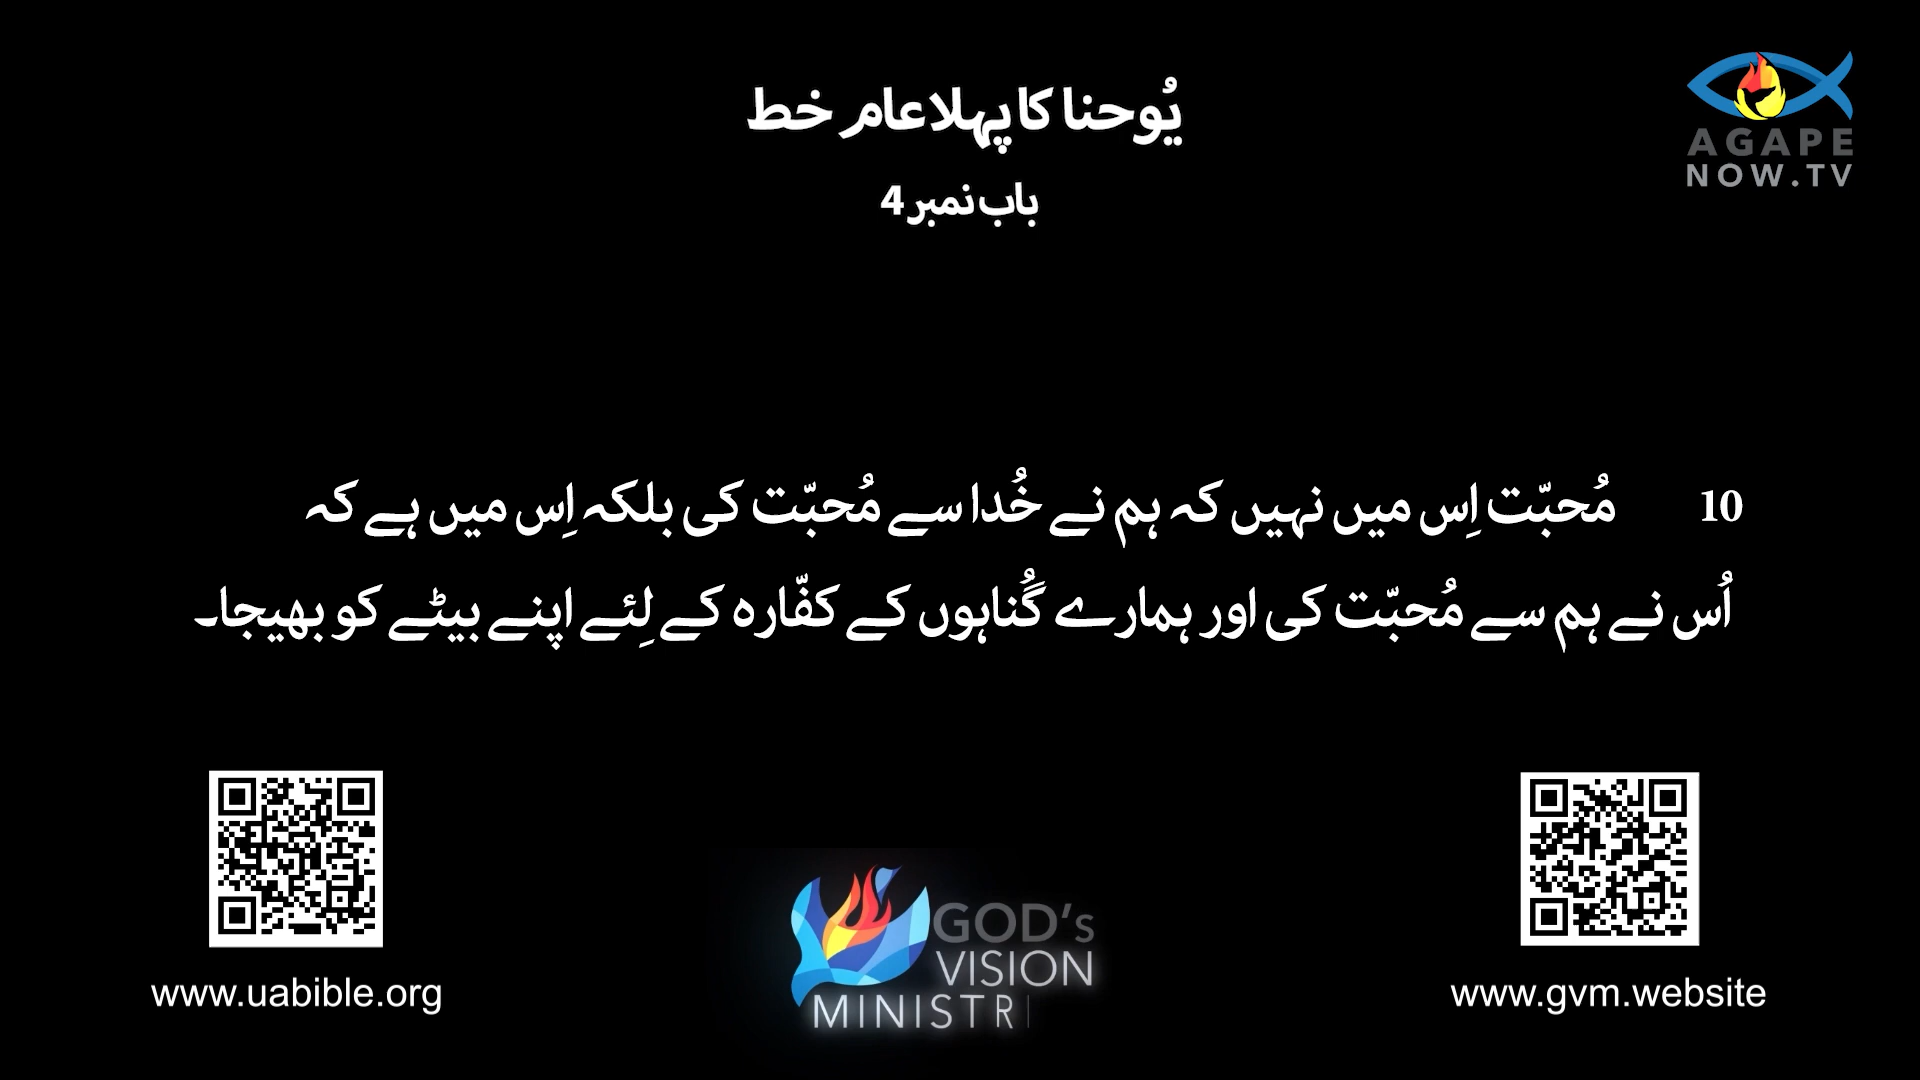 یُوحنا کا پہلا عام خط
AGAPE
NOW.TV
باب نمبر 4
10 مُحبّت اِس میں نہیں کہ ہم نے خُدا سے مُحبّت کی بلکہ اِس میں ہے کہ
اُس نے ہم سے مُحبّت کی اور ہمارے گُناہوں کے کفّارہ کے لِئے اپنے بیٹے کو بھیجا۔
GOD's
VISION
MINISTRI
www.uabible.org
www.gvm.website